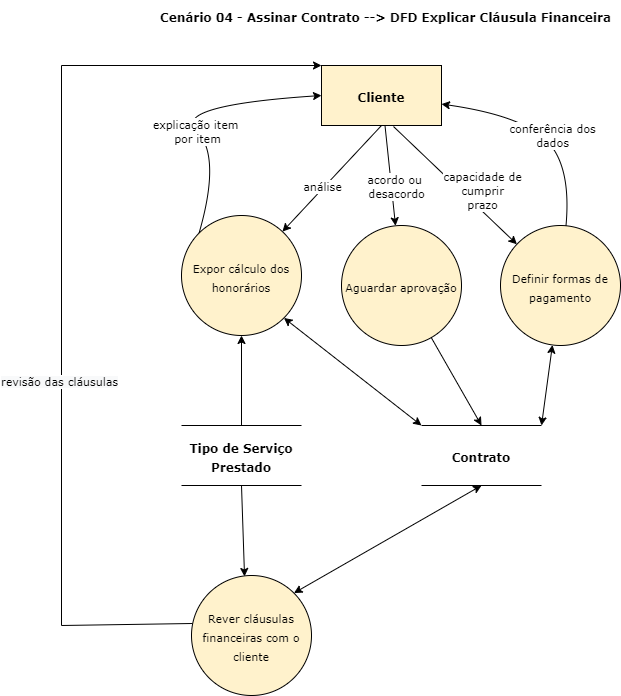 Cenário 04 - Assinar Contrato --> DFD Explicar Cláusula Financeira
Cliente
explicação item
por item
conferência dos
dados
análise
acordo ou
desacordo
capacidade de
cumprir
prazo
Expor cálculo dos
honorários
Aguardar aprovação
Definir formas de
pagamento
revisão das cláusulas
Tipo de Serviço
Prestado
Contrato
Rever cláusulas
financeiras com o
cliente